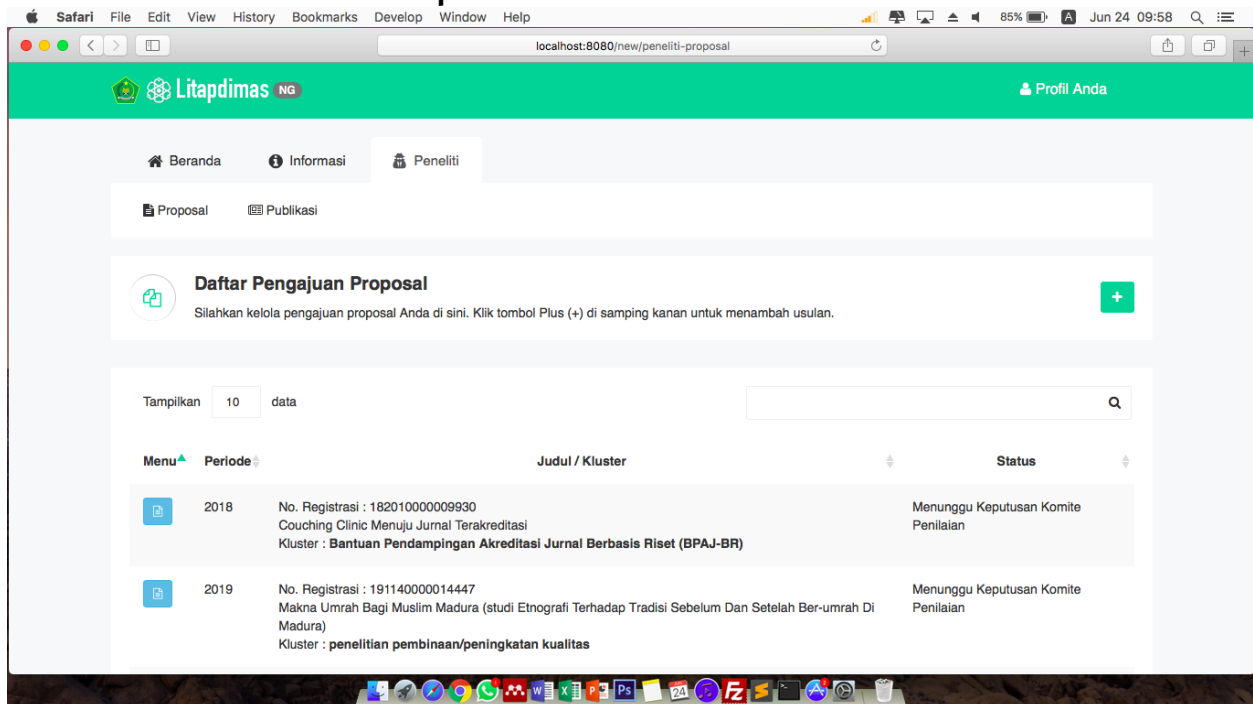 Safari File Edit View History Bookmarks Develop Window Help 85% A Jun 24 09:58
localhost:8080/new/peneliti-proposal
Litapdimas NG Profil Anda
Beranda Informasi Peneliti
Proposal Publikasi
Daftar Pengajuan Proposal
Silahkan kelola pengajuan proposal Anda di sini. Klik tombol Plus (+) di samping kanan untuk menambah usulan.
+
Tampilkan 10 data
Menu Periode Judul / Kluster Status
2018 No. Registrasi : 182010000009930 Menunggu Keputusan Komite
Couching Clinic Menuju Jurnal Terakreditasi Penilaian
Kluster : Bantuan Pendampingan Akreditasi Jurnal Berbasis Riset (BPAJ-BR)
2019 No. Registrasi : 191140000014447 Menunggu Keputusan Komite
Makna Umrah Bagi Muslim Madura (studi Etnografi Terhadap Tradisi Sebelum Dan Setelah Ber-umrah Di Penilaian
Madura)
Kluster : penelitian pembinaan/peningkatan kualitas
Ps 24 Fz